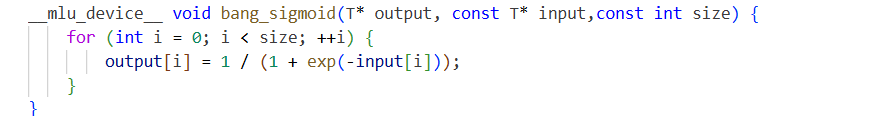 __mlu_device__ void bang_sigmoid(T* output, const T* input,const int size) {
for (int i = 0; i < size; ++i) {
output[i] = 1 / (1 + exp(-input[i]));
}
}